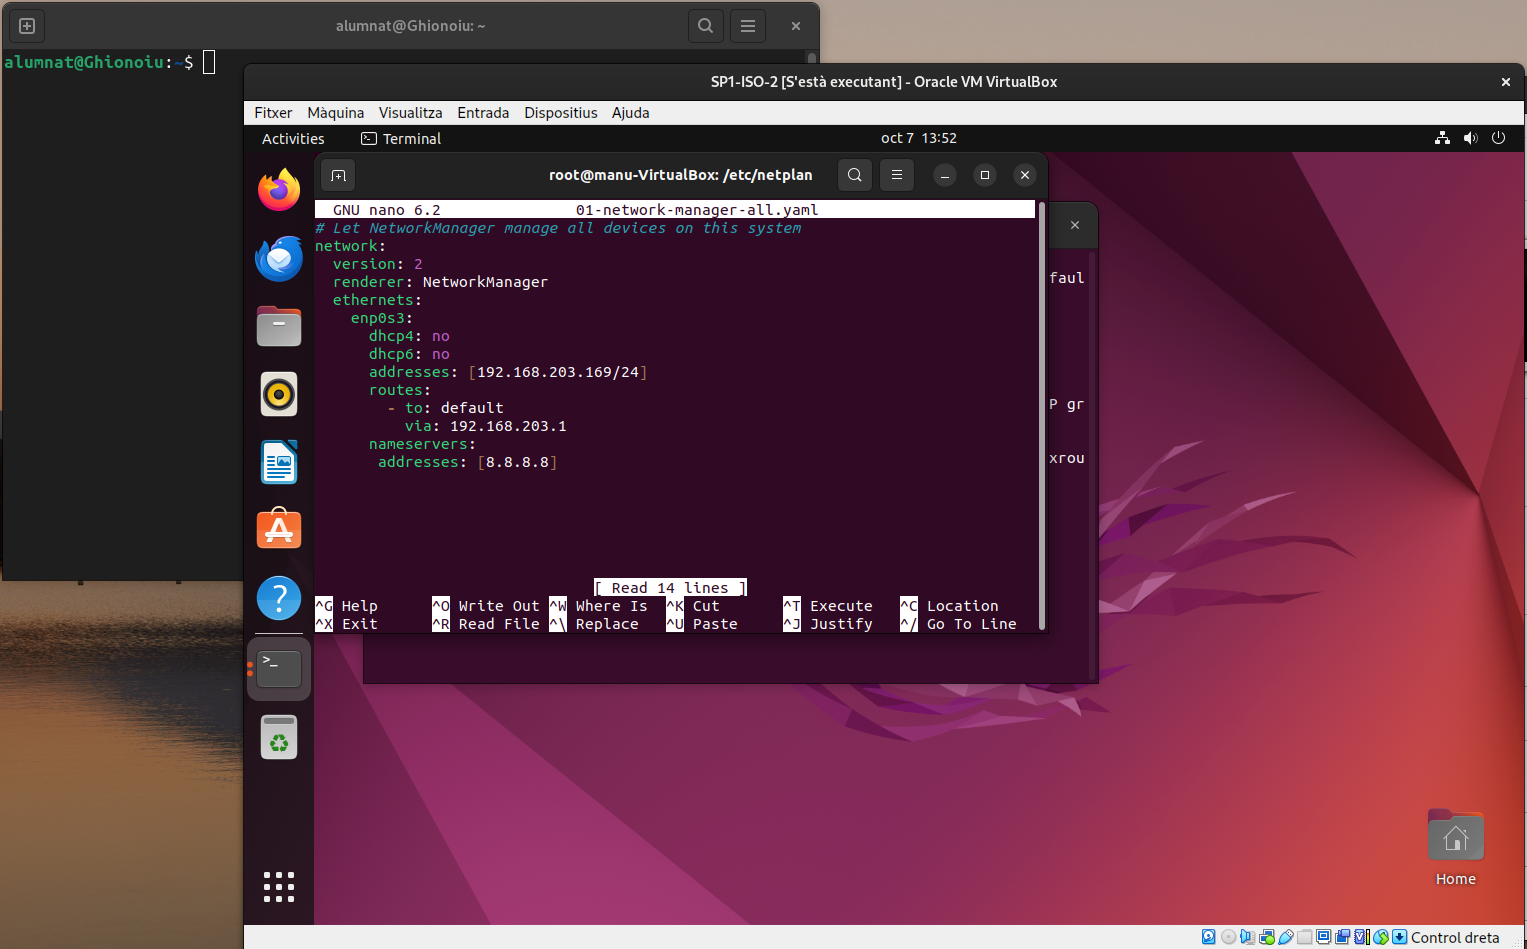 alumnat@Ghionoiu: ~
alumnat@Ghionoiu:~$
SP1-ISO-2 [S'està executant] - Oracle VM VirtualBox
Fitxer Màquina Visualitza Entrada Dispositius Ajuda
Activities Terminal oct 7 13:52
root@manu-VirtualBox: /etc/netplan
GNU nano 6.2 01-network-manager-all.yaml
# Let NetworkManager manage all devices on this system
network:
  version: 2
  renderer: NetworkManager
  ethernets:
    enp0s3:
      dhcp4: no
      dhcp6: no
      addresses: [192.168.203.169/24]
      routes:
        - to: default
          via: 192.168.203.1
      nameservers:
       addresses: [8.8.8.8]
[ Read 14 lines ]
^G Help ^O Write Out ^W Where Is ^K Cut ^T Execute ^C Location
^X Exit ^R Read File ^\ Replace ^U Paste ^J Justify ^/ Go To Line
faul
P gr
xrou
Home
Control dreta